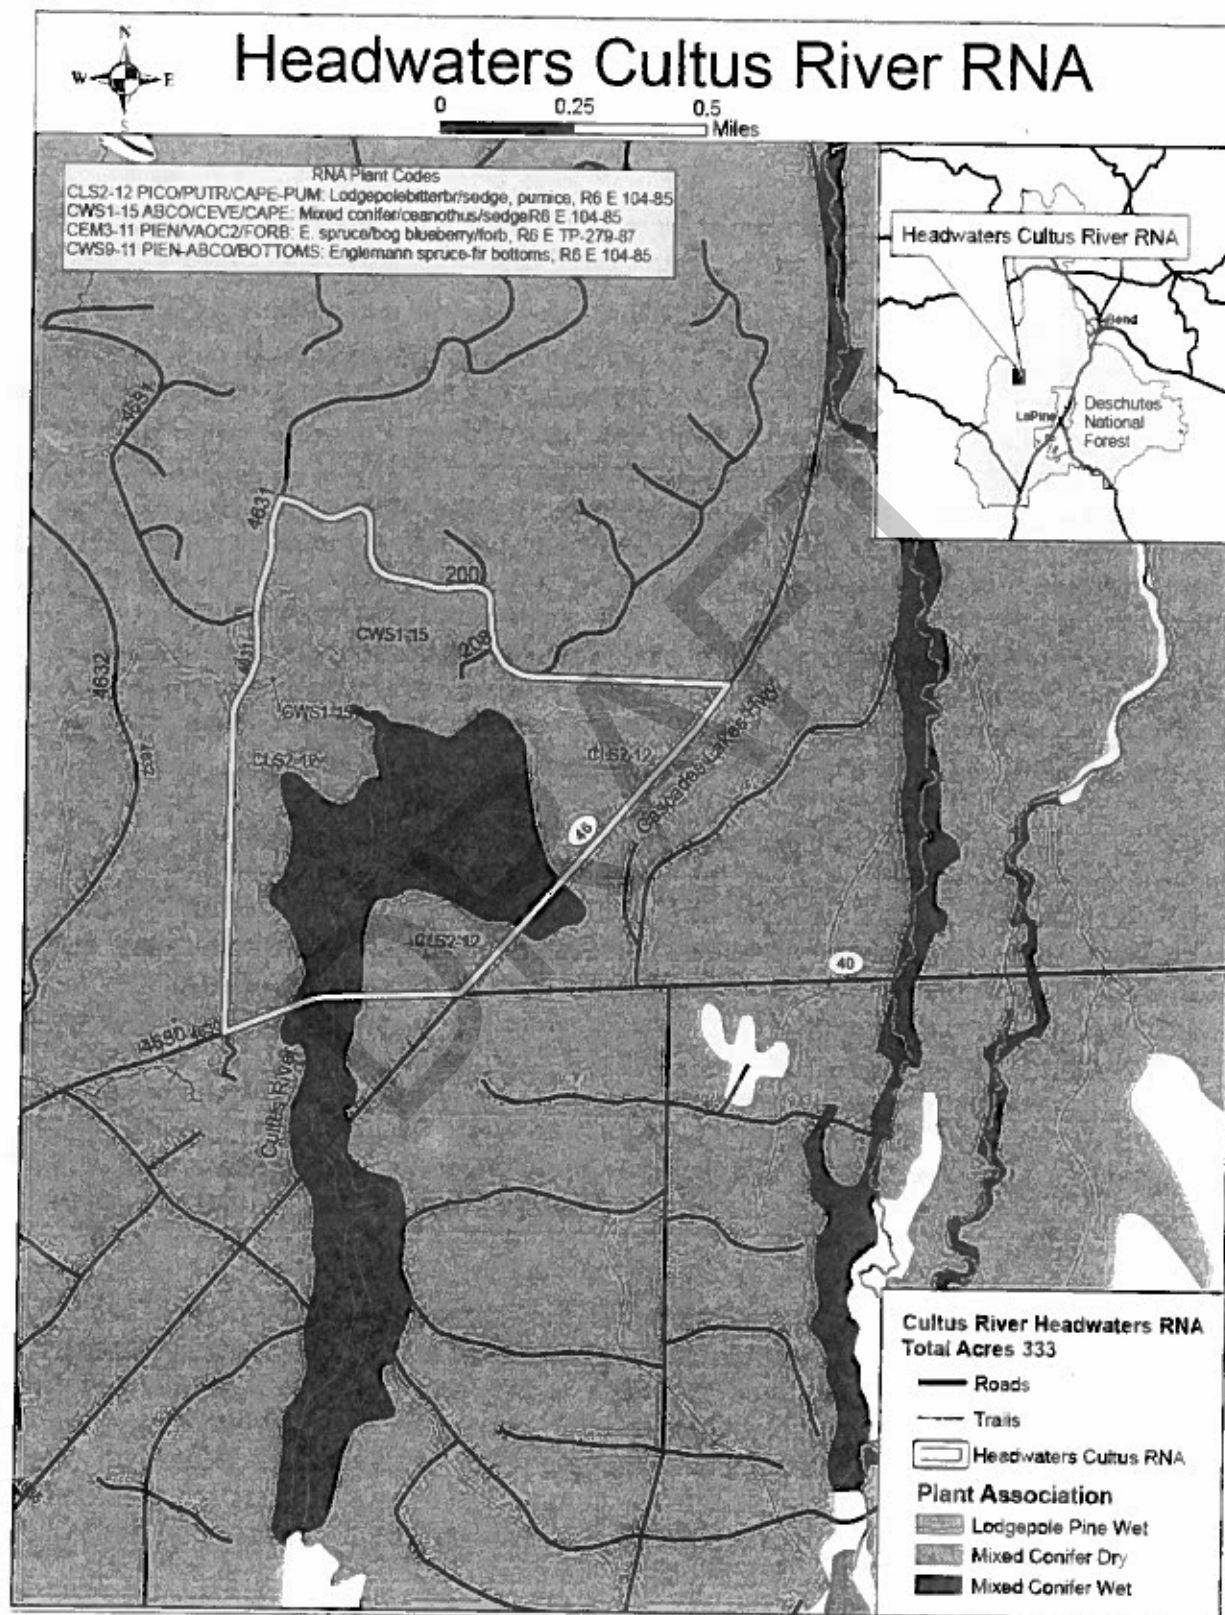 N
W E
S
Headwaters Cultus River RNA
0 0.25 0.5
Miles
RNA Plant Codes
CLS2-12 PICO/PUTR/CAPE-PUM: Lodgepolebitterbr/sedge, pumice, R6 E 104-85
CWS1-15 ABCO/CEVE/CAPE: Mixed conifer/ceanothus/sedgeR6 E 104-85
CEM3-11 PIEN/VAOC2/FORB: E. spruce/bog blueberry/forb, R6 E TP-279-87
CWS9-11 PIEN-ABCO/BOTTOMS: Englemann spruce-fir bottoms, R6 E 104-85
Headwaters Cultus River RNA
Bend
LaPine
Deschutes
National
Forest
4631
4631
200
208
CWS1-15
4631
4632
CWS1-15
CLS2-12
CLS2-12
Cascades Lakes Hwy
46
CLS2-12
40
4630
Cultus River
DRAFT
Cultus River Headwaters RNA
Total Acres 333
Roads
Trails
Headwaters Cultus RNA
Plant Association
Lodgepole Pine Wet
Mixed Conifer Dry
Mixed Conifer Wet